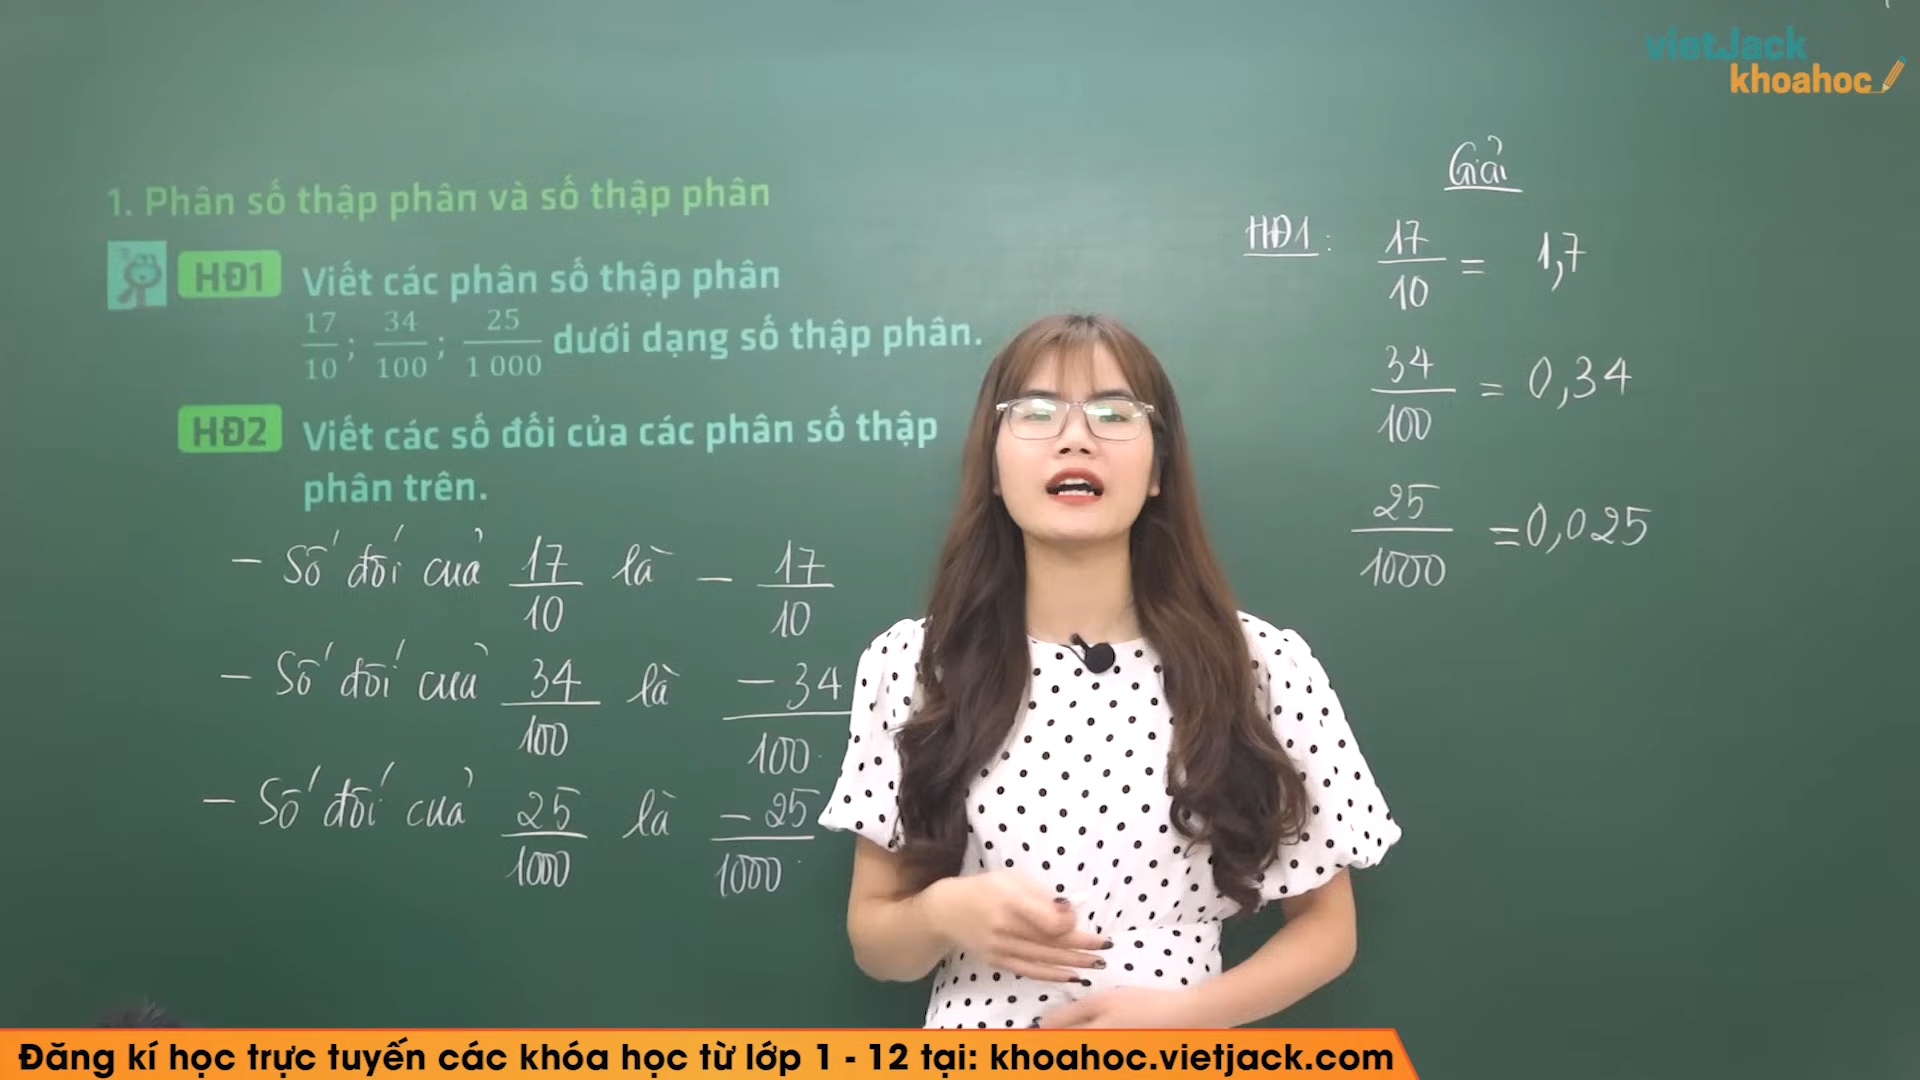 vietJack
khoahoc
1. Phân số thập phân và số thập phân
HĐ1 Viết các phân số thập phân
17/10; 34/100; 25/1 000 dưới dạng số thập phân.
HĐ2 Viết các số đối của các phân số thập
phân trên.
- Số đối của 17/10 là - 17/10
- Số đối của 34/100 là -34/100.
- Số đối của 25/1000 là -25/1000.
Giải
HĐ1: 17/10 = 1,7
34/100 = 0,34
25/1000 = 0,025
Đăng kí học trực tuyến các khóa học từ lớp 1 - 12 tại: khoahoc.vietjack.com